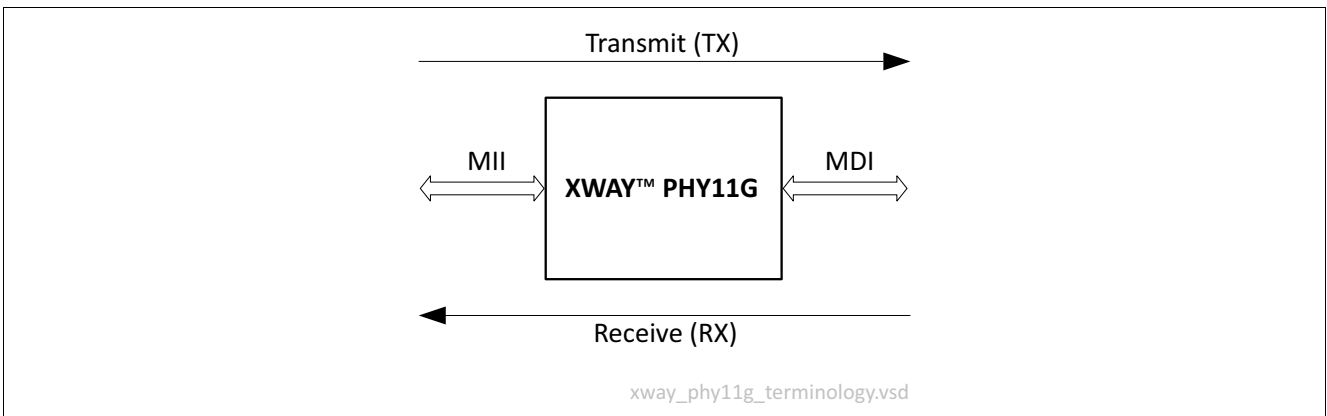 Transmit (TX)
MII
XWAY™ PHY11G
MDI
Receive (RX)
xway_phy11g_terminology.vsd